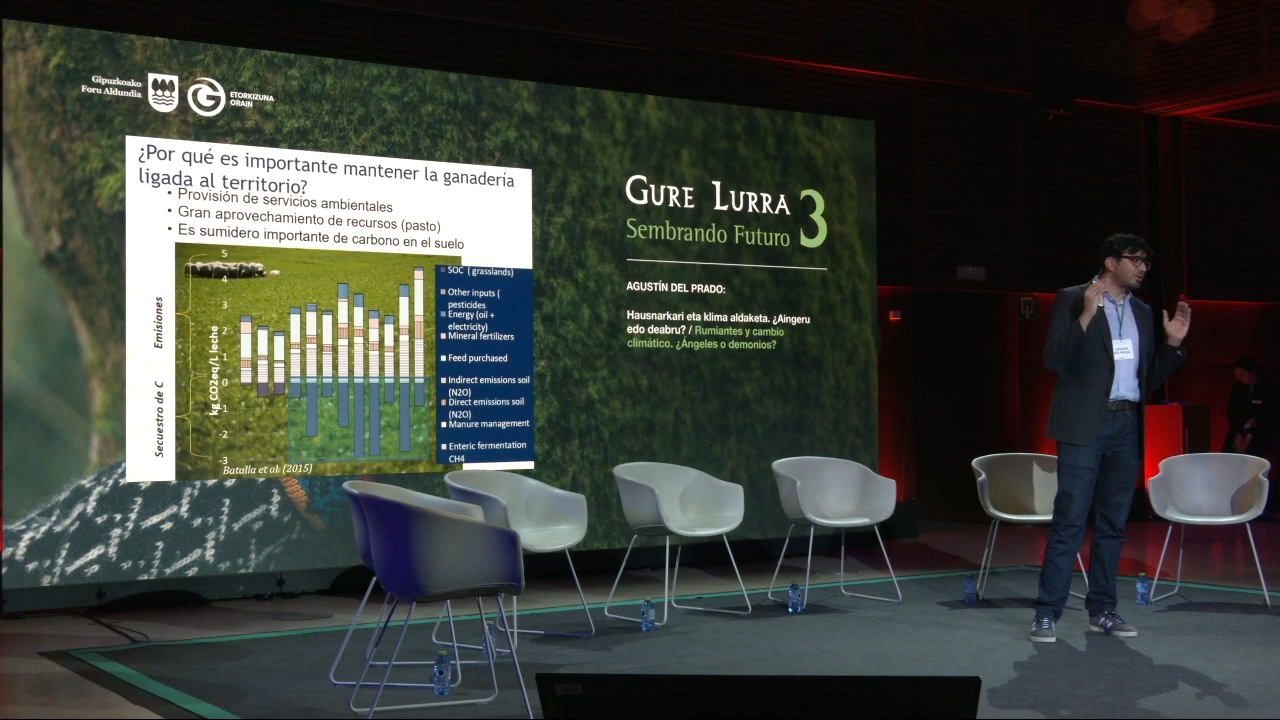 Gipuzkoako
Foru Aldundia
ETORKIZUNA
ORAIN
¿Por qué es importante mantener la ganadería
ligada al territorio?
• Provisión de servicios ambientales
• Gran aprovechamiento de recursos (pasto)
• Es sumidero importante de carbono en el suelo
Emisiones
Secuestro de C
kg CO2eq/L leche
5
4
3
2
1
0
-1
-2
-3
SOC ( grasslands)
Other inputs (
pesticides
Energy (oil +
electricity)
Mineral fertilizers
Feed purchased
Indirect emissions soil
(N2O)
Direct emissions soil
(N2O)
Manure management
Enteric fermentation
CH4
Batalla et al. (2015)
GURE LURRA 3
Sembrando Futuro
AGUSTÍN DEL PRADO:
Hausnarkari eta klima aldaketa. ¿Aingeru
edo deabru? / Rumiantes y cambio
climático. ¿Ángeles o demonios?